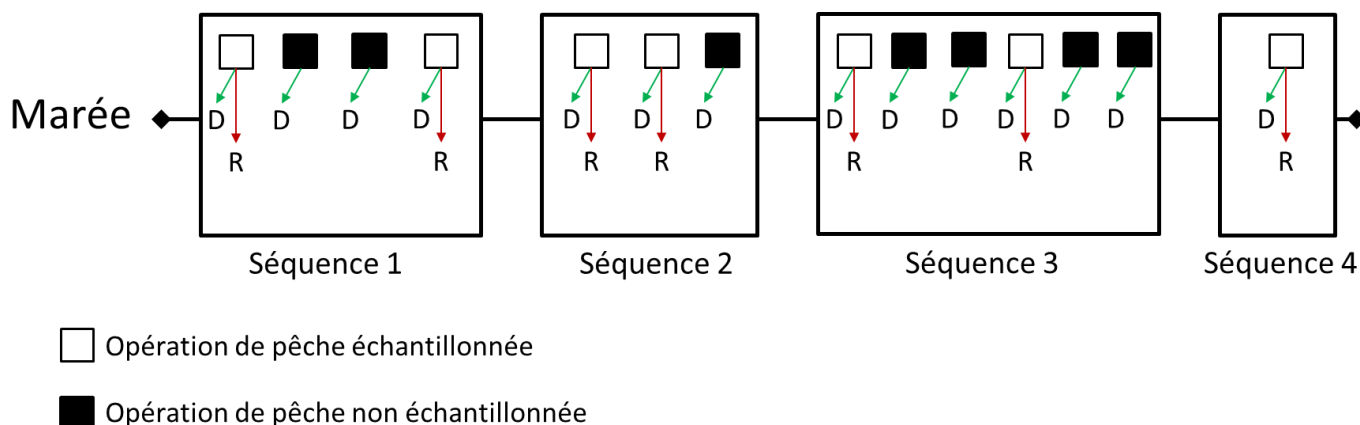 Marée
D D D D D D D D D D D D D D
R R R R R R R
Séquence 1 Séquence 2 Séquence 3 Séquence 4
Opération de pêche échantillonnée
Opération de pêche non échantillonnée